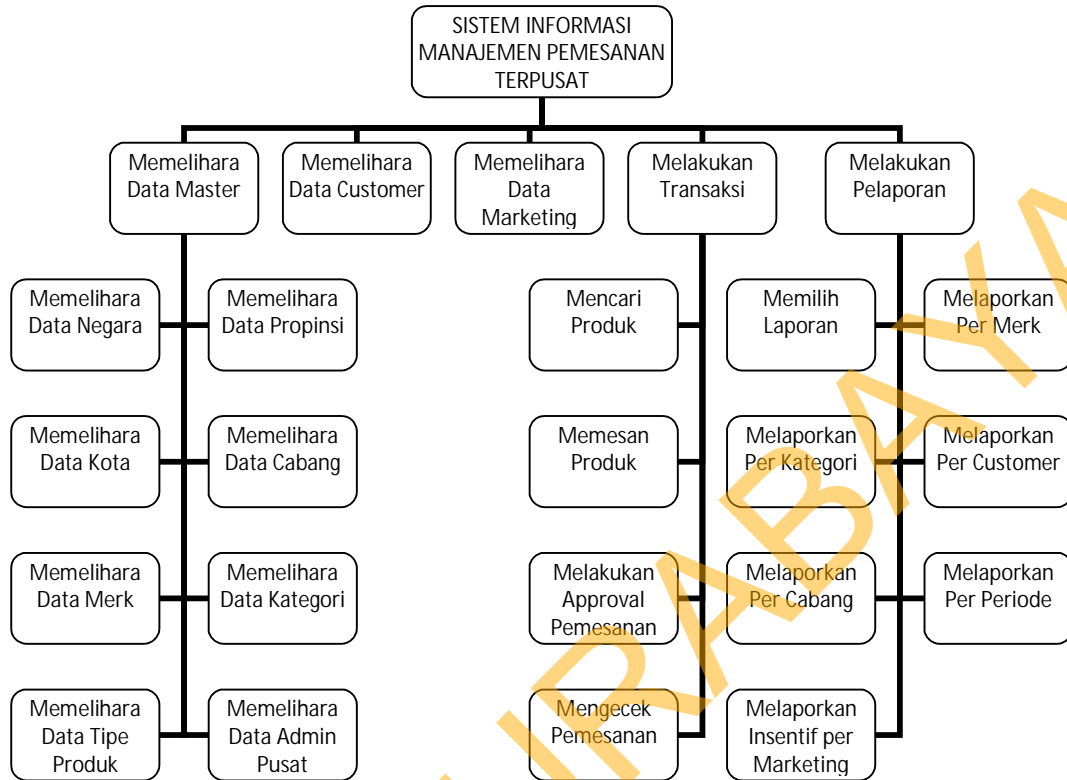 SISTEM INFORMASI
MANAJEMEN PEMESANAN
TERPUSAT
Memelihara
Data Master
Memelihara
Data Customer
Memelihara
Data
Marketing
Melakukan
Transaksi
Melakukan
Pelaporan
Memelihara
Data Negara
Memelihara
Data Propinsi
Mencari
Produk
Memilih
Laporan
Melaporkan
Per Merk
Memelihara
Data Kota
Memelihara
Data Cabang
Memesan
Produk
Melaporkan
Per Kategori
Melaporkan
Per Customer
Memelihara
Data Merk
Memelihara
Data Kategori
Melakukan
Approval
Pemesanan
Melaporkan
Per Cabang
Melaporkan
Per Periode
Memelihara
Data Tipe
Produk
Memelihara
Data Admin
Pusat
Mengecek
Pemesanan
Melaporkan
Insentif per
Marketing
URABAYA